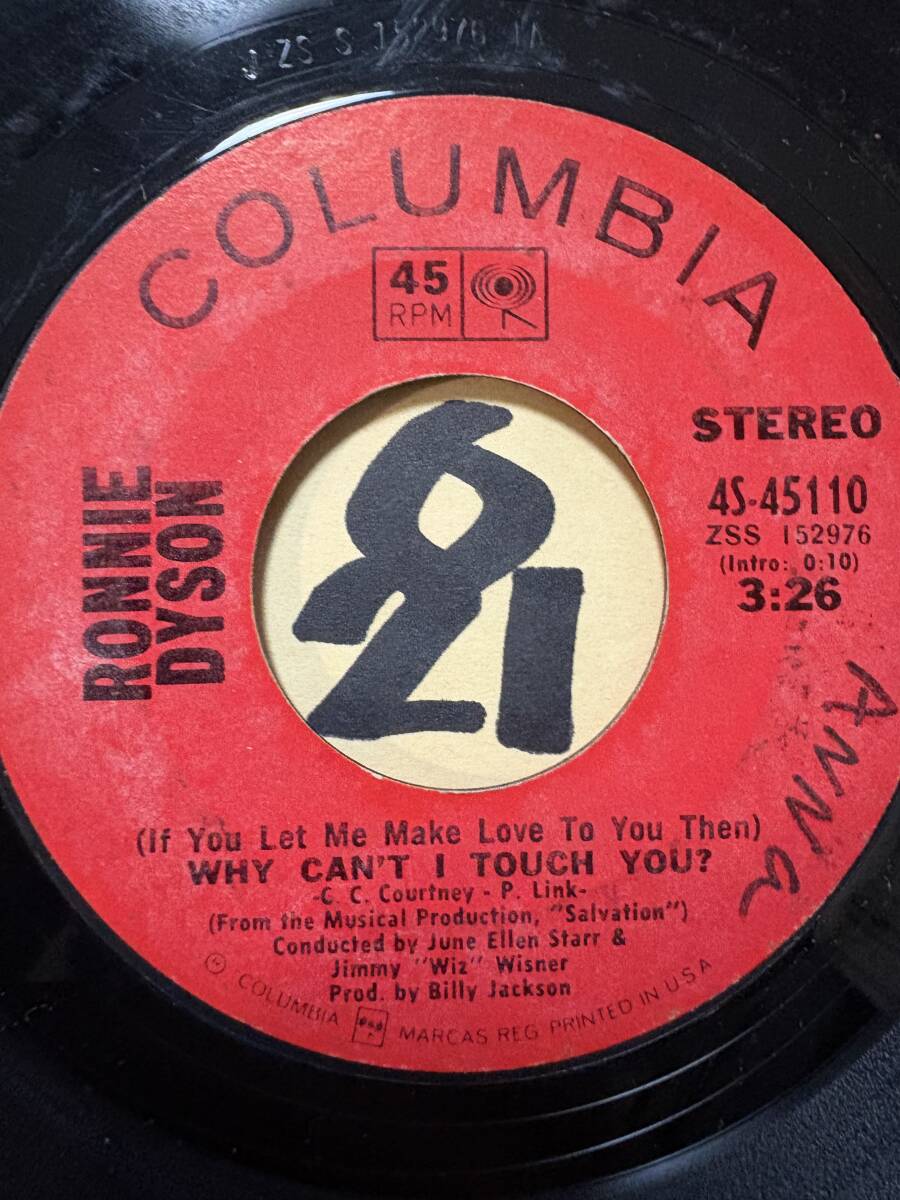 J ZS S 152976 1A
COLUMBIA
45
RPM
STEREO
4S-45110
ZSS 152976
(Intro: 0:10)
3:26
RONNIE
DYSON
621
ANNA
(If You Let Me Make Love To You Then)
WHY CAN'T I TOUCH YOU?
-C. C. Courtney - P. Link-
(From the Musical Production, "Salvation")
Conducted by June Ellen Starr &
Jimmy "Wiz" Wisner
Prod. by Billy Jackson
COLUMBIA MARCAS REG PRINTED IN U.S.A